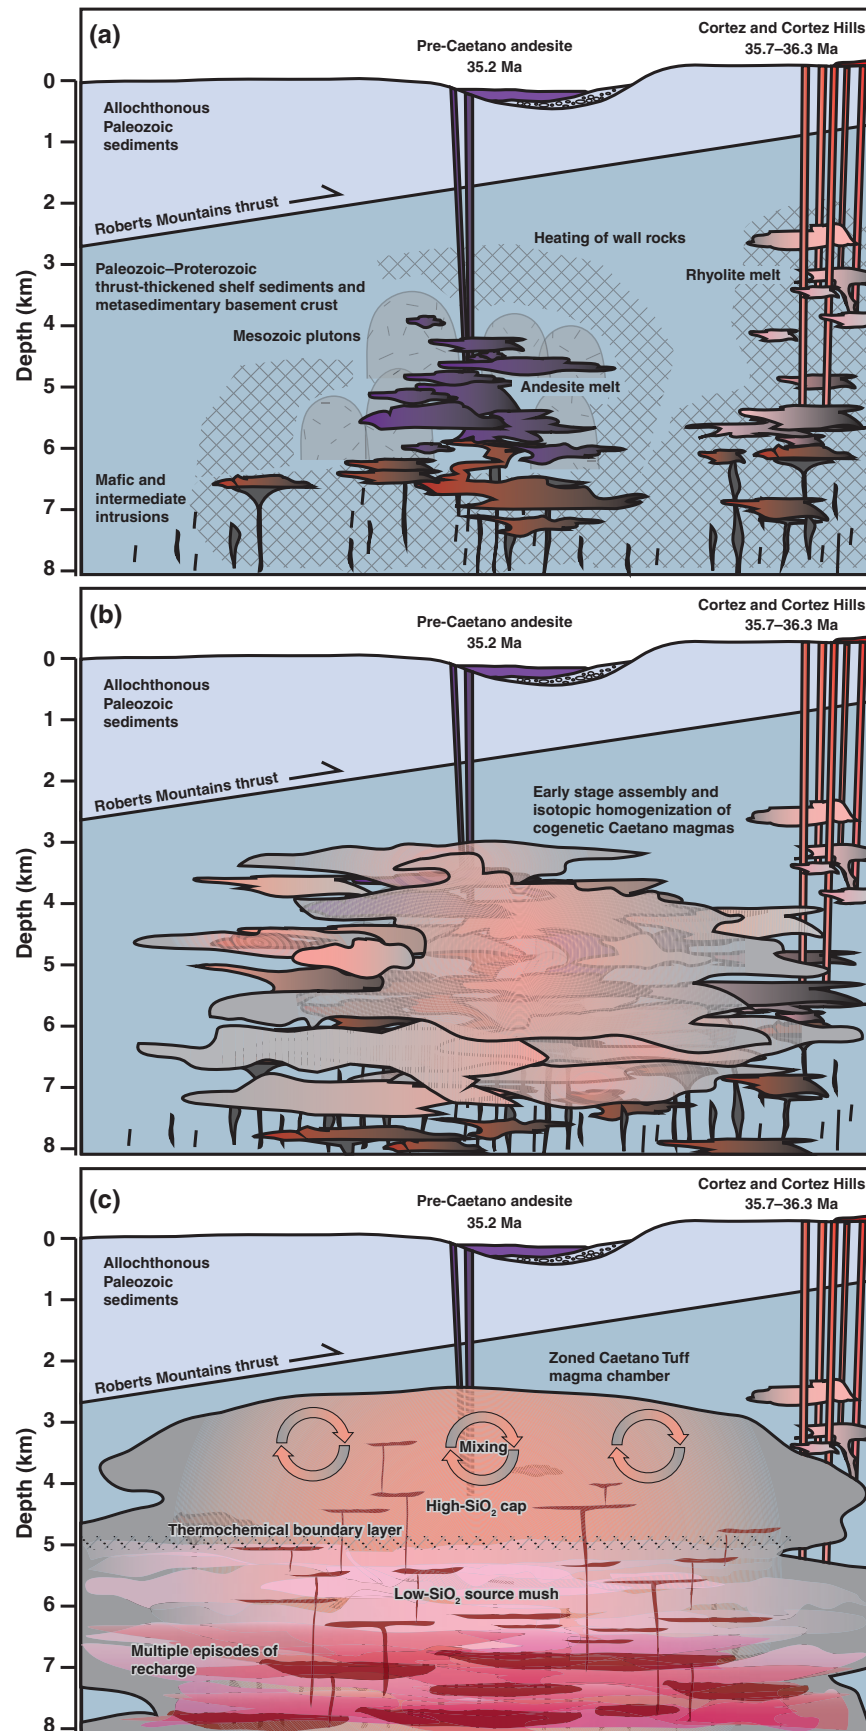 (a)
Pre-Caetano andesite
35.2 Ma
Cortez and Cortez Hills
35.7–36.3 Ma
0
Allochthonous
Paleozoic
sediments
1
2
Roberts Mountains thrust
Heating of wall rocks
3
Paleozoic–Proterozoic
thrust-thickened shelf sediments and
metasedimentary basement crust
Rhyolite melt
4
Mesozoic plutons
Depth (km)
5
Andesite melt
6
Mafic and
intermediate
intrusions
7
8
(b)
Pre-Caetano andesite
35.2 Ma
Cortez and Cortez Hills
35.7–36.3 Ma
0
Allochthonous
Paleozoic
sediments
1
2
Roberts Mountains thrust
Early stage assembly and
isotopic homogenization of
cogenetic Caetano magmas
3
4
Depth (km)
5
6
7
8
(c)
Pre-Caetano andesite
35.2 Ma
Cortez and Cortez Hills
35.7–36.3 Ma
0
Allochthonous
Paleozoic
sediments
1
2
Roberts Mountains thrust
Zoned Caetano Tuff
magma chamber
3
Mixing
4
Depth (km)
High-SiO₂ cap
Thermochemical boundary layer
5
Low-SiO₂ source mush
6
Multiple episodes of
recharge
7
8